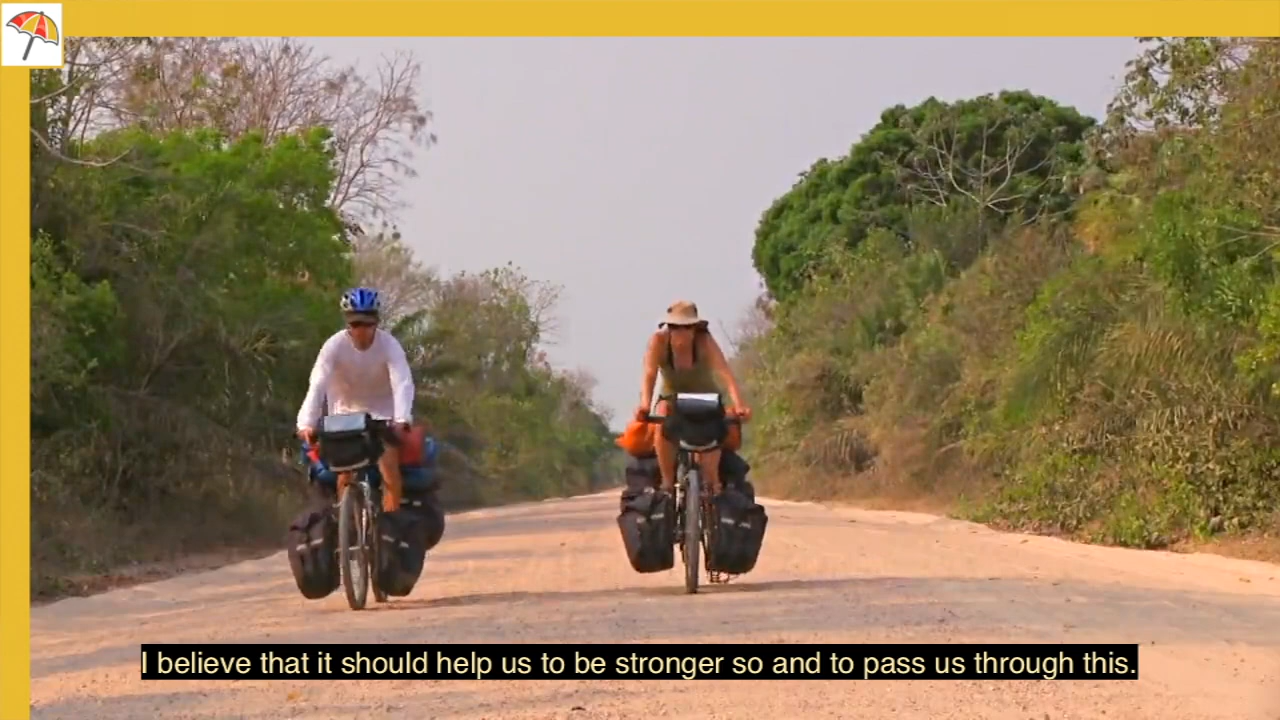 I believe that it should help us to be stronger so and to pass us through this.